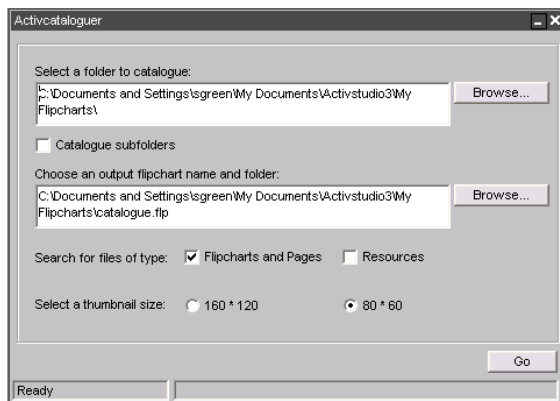 Activcataloguer
Select a folder to catalogue:
C:\Documents and Settings\sgreen\My Documents\Activstudio3\My
Flipcharts\
Browse...
Catalogue subfolders
Choose an output flipchart name and folder:
C:\Documents and Settings\sgreen\My Documents\Activstudio3\My
Flipcharts\catalogue.flp
Browse...
Search for files of type: Flipcharts and Pages Resources
Select a thumbnail size: 160 * 120 80 * 60
Go
Ready